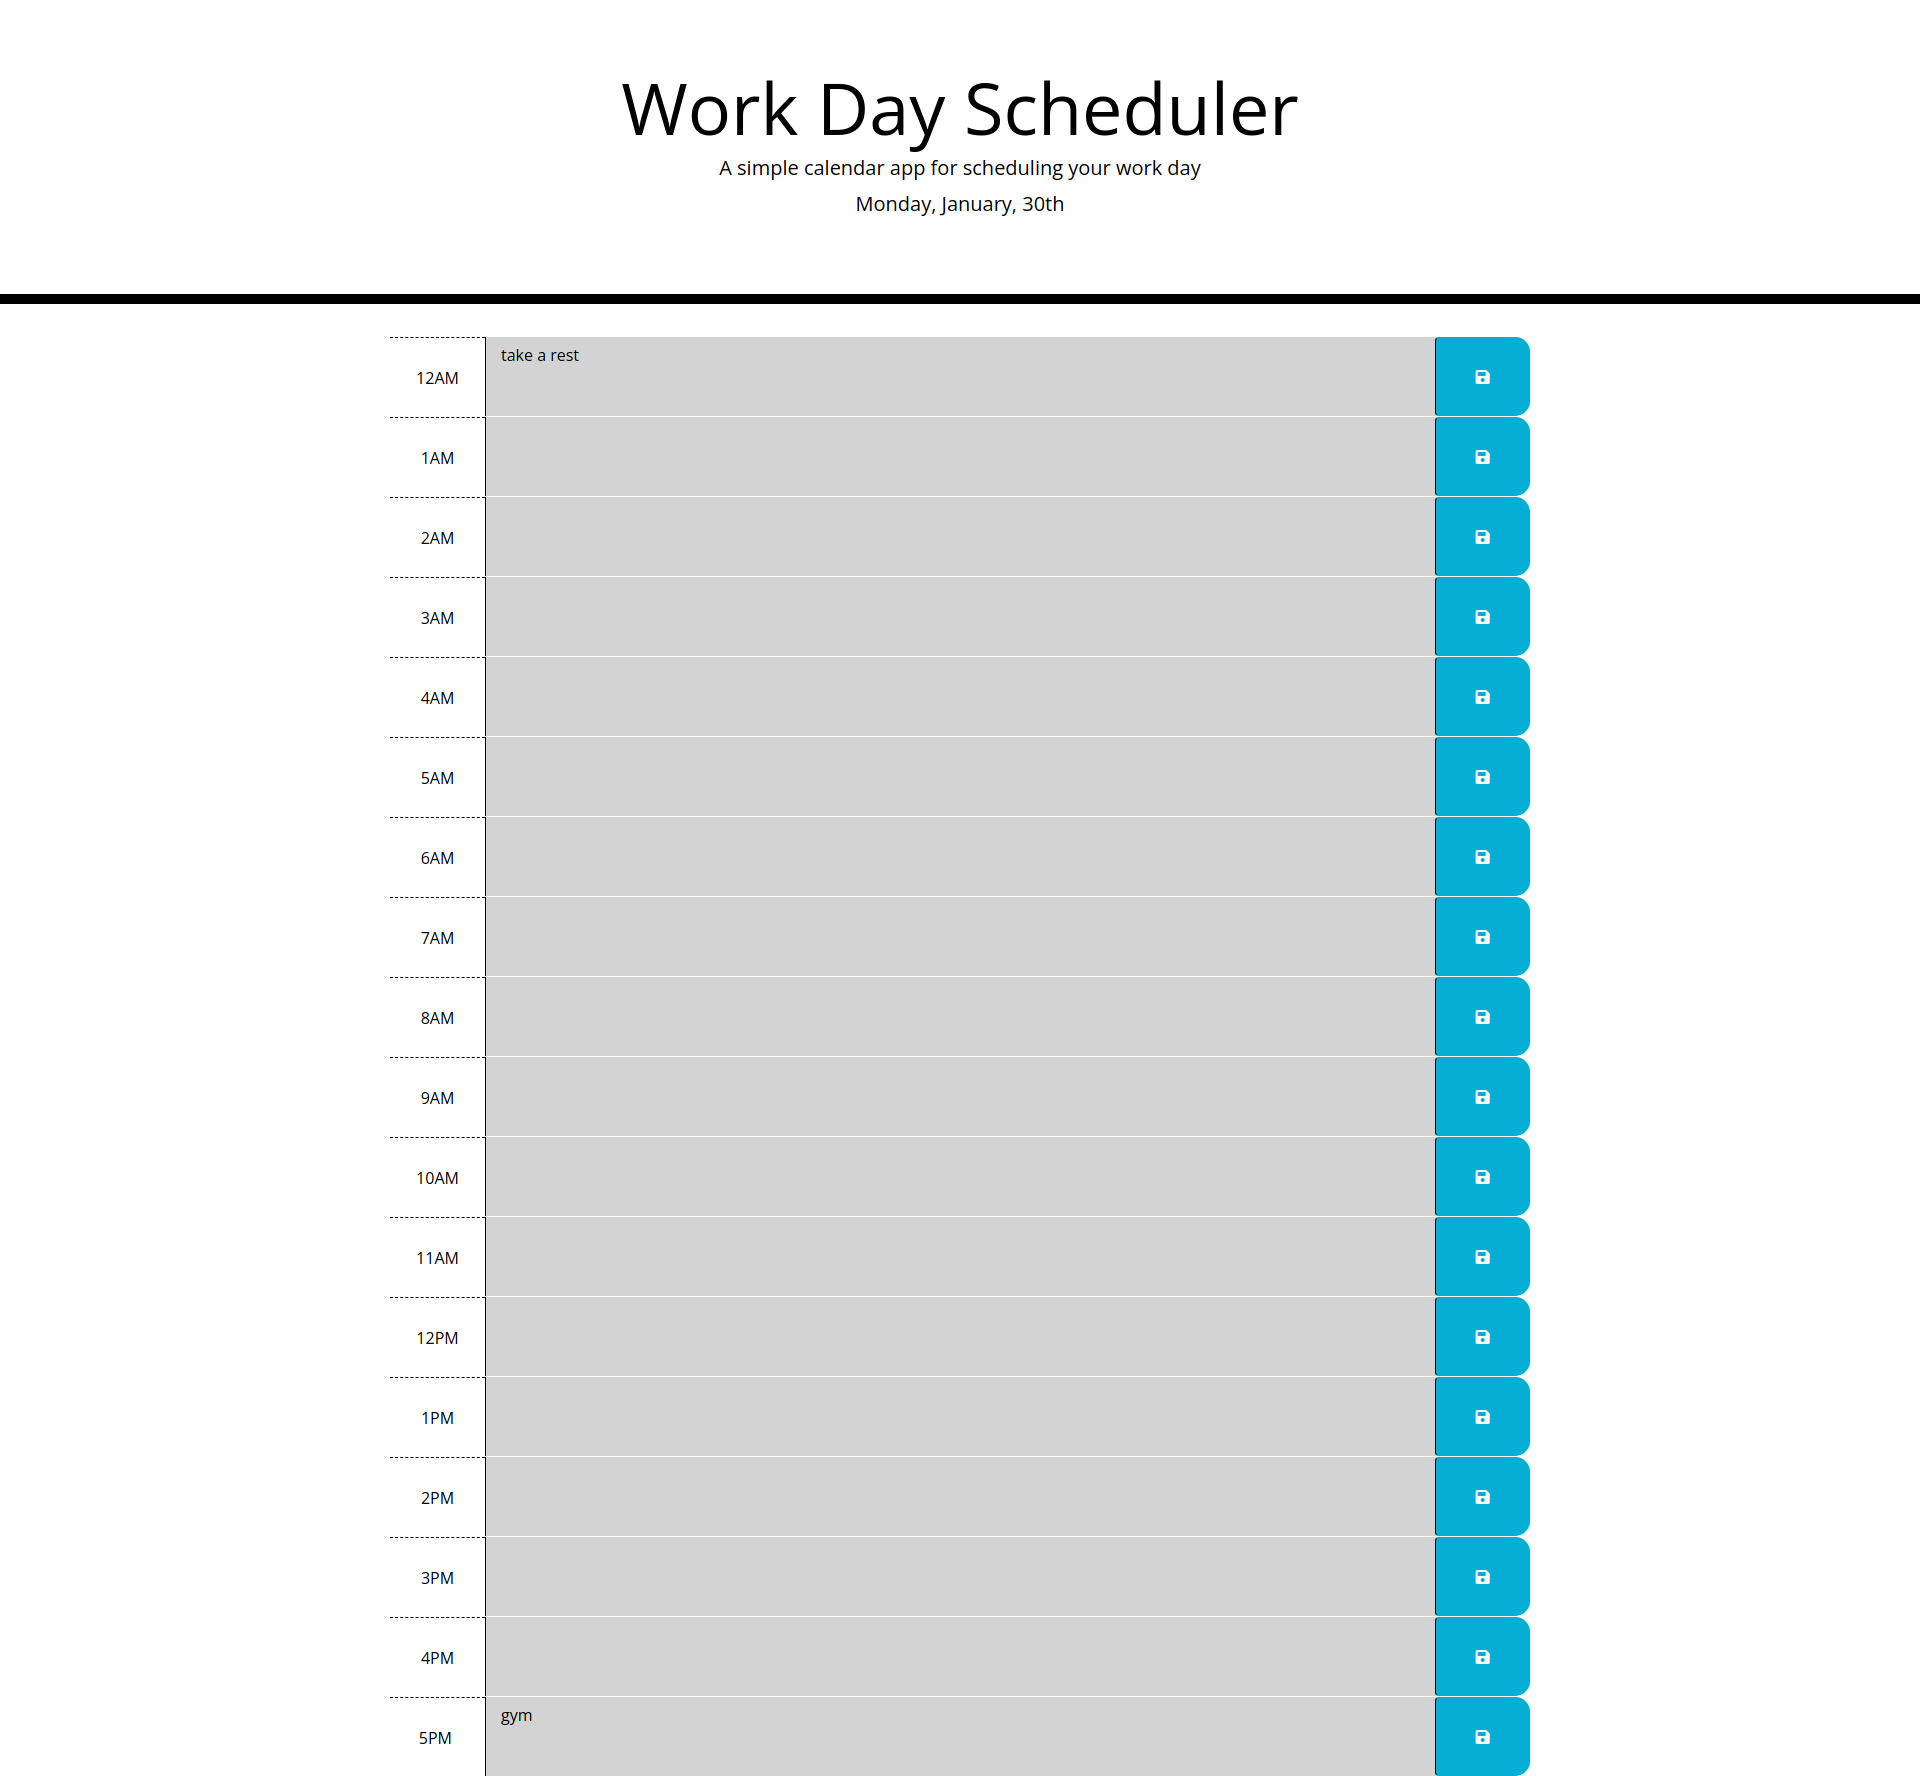 Work Day Scheduler
A simple calendar app for scheduling your work day
Monday, January, 30th
12AM take a rest
1AM
2AM
3AM
4AM
5AM
6AM
7AM
8AM
9AM
10AM
11AM
12PM
1PM
2PM
3PM
4PM
5PM gym